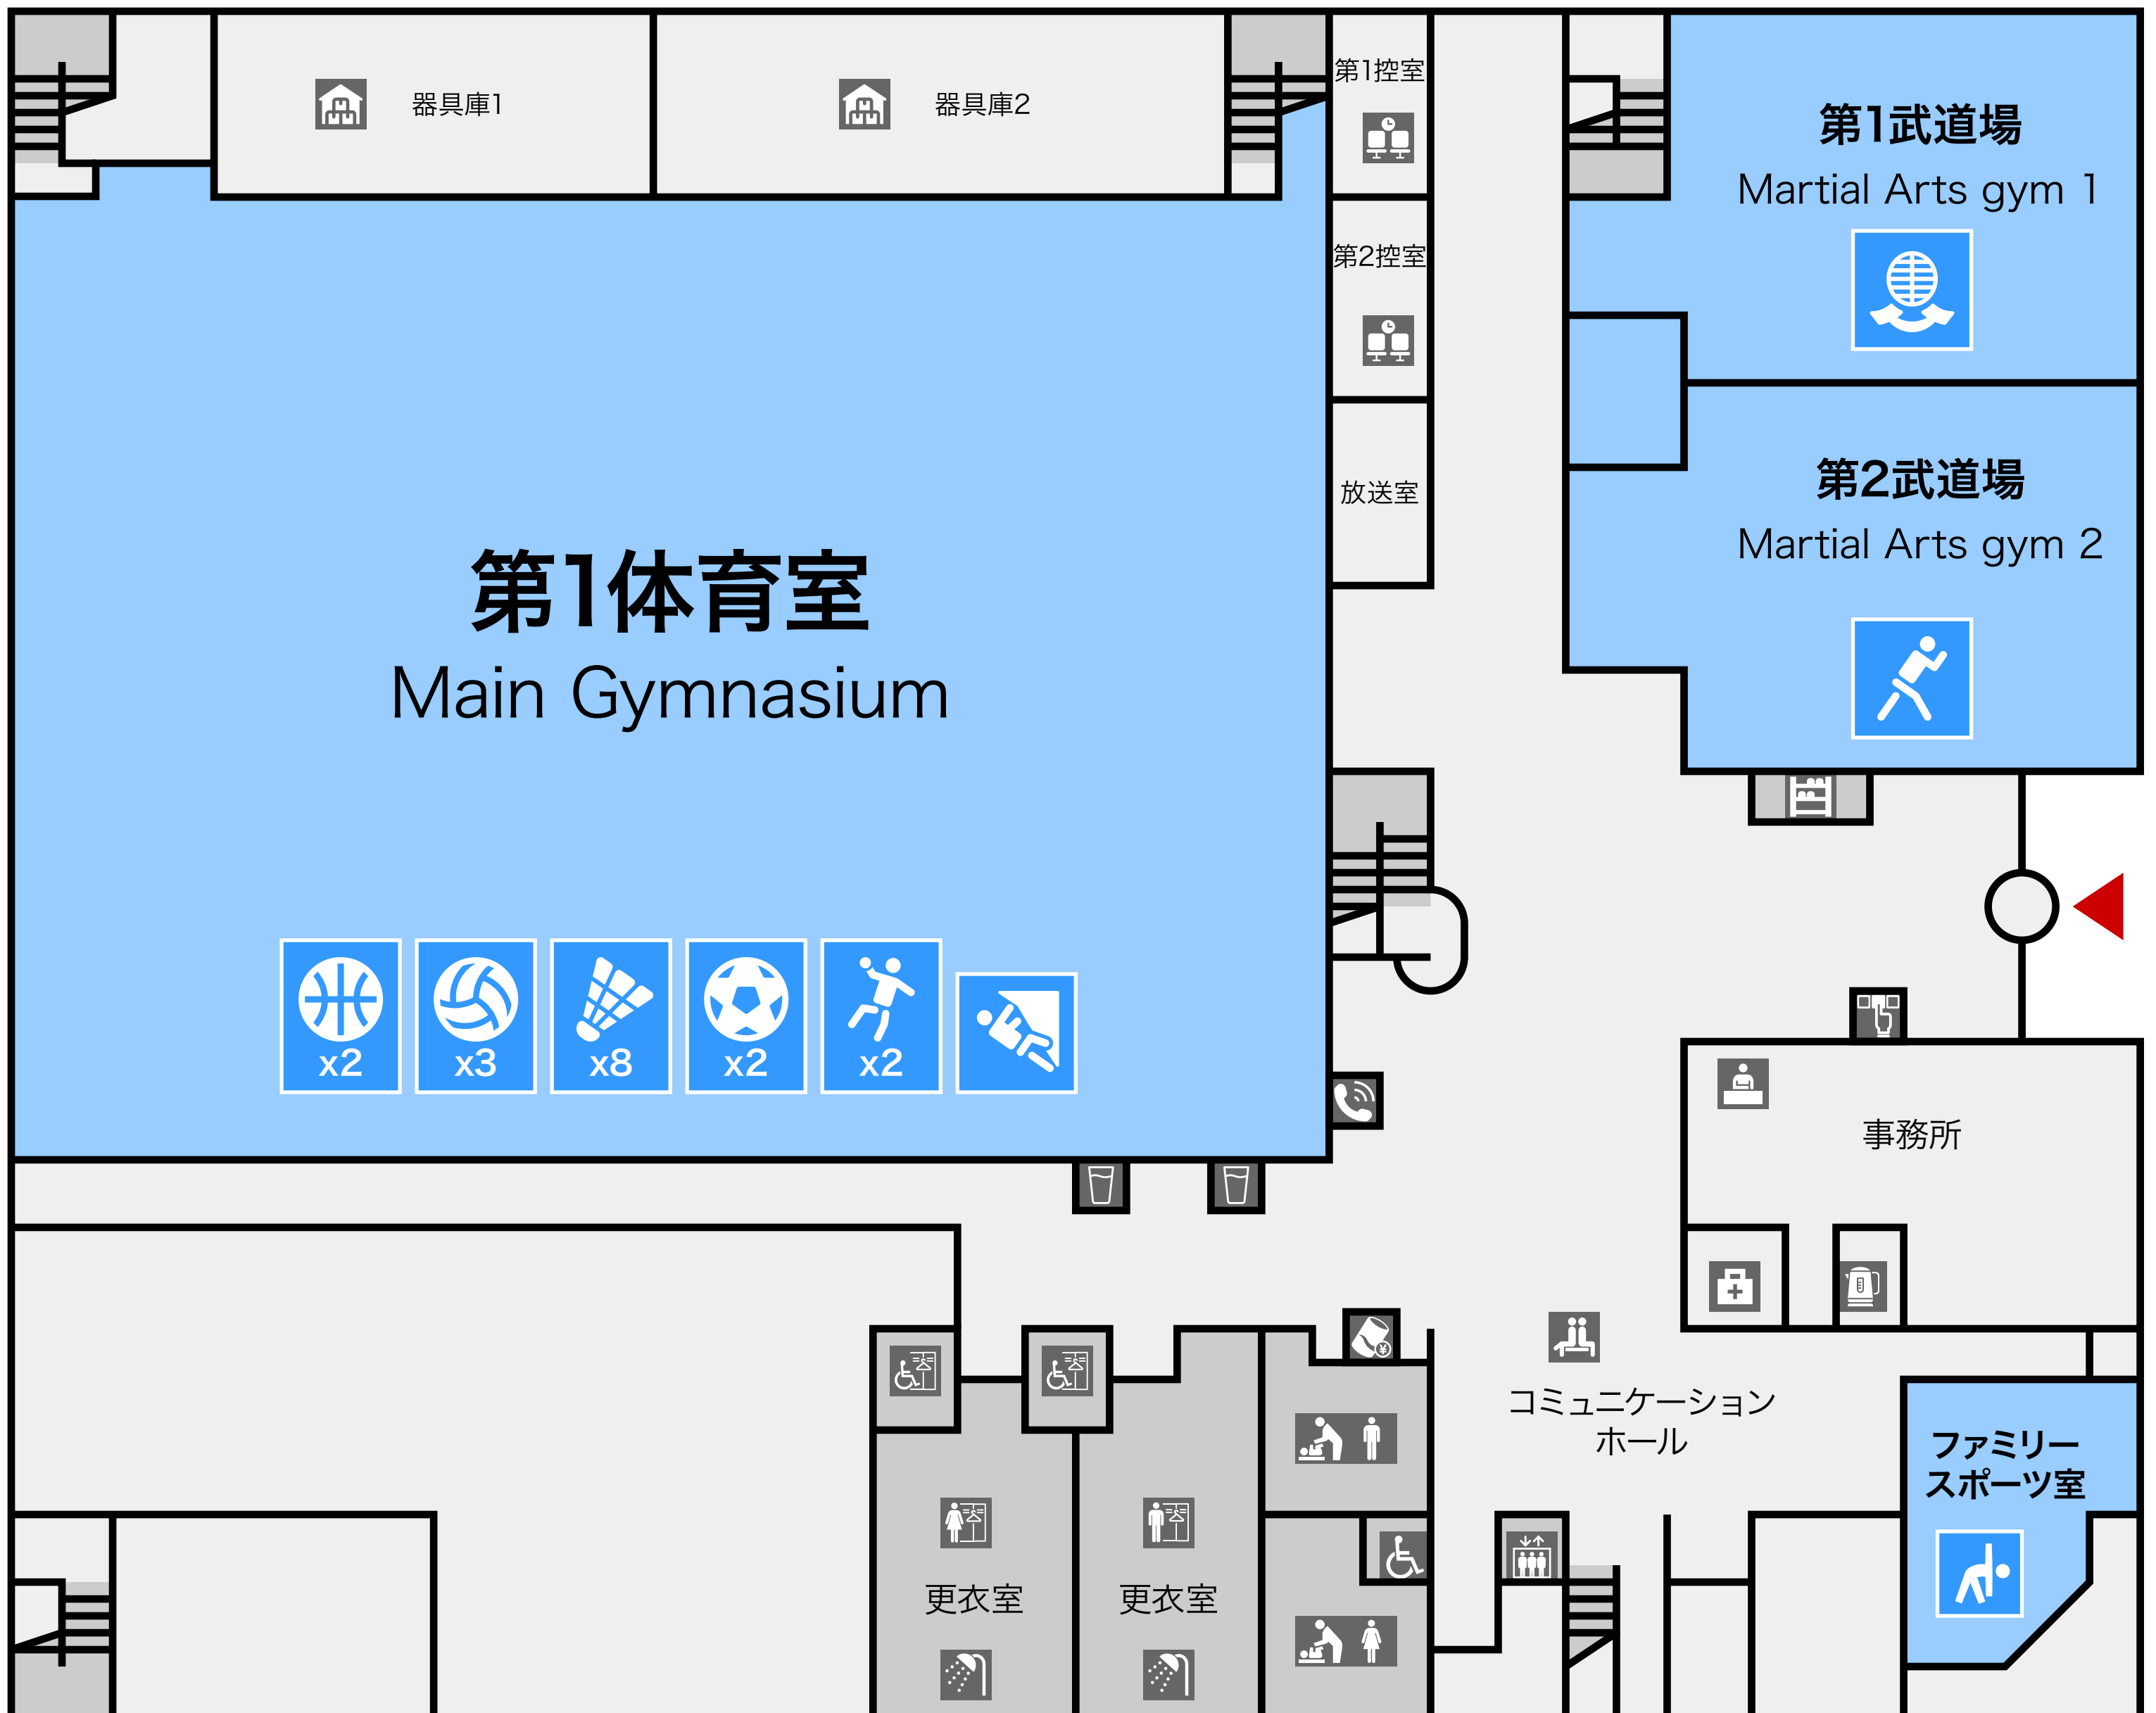 器具庫1
器具庫2
第1控室
第1武道場
Martial Arts gym 1
第2控室
放送室
第2武道場
Martial Arts gym 2
第1体育室
Main Gymnasium
x2
x3
x8
x2
x2
事務所
¥
コミュニケーション
ホール
ファミリー
スポーツ室
更衣室
更衣室